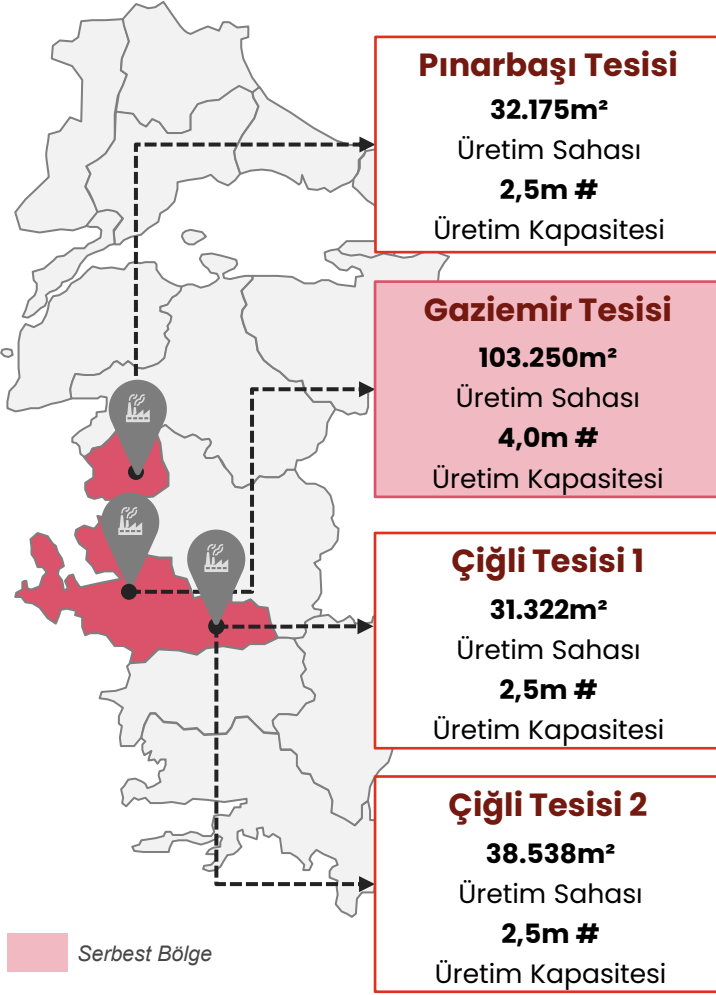 Pınarbaşı Tesisi
32.175m²
Üretim Sahası
2,5m #
Üretim Kapasitesi
Gaziemir Tesisi
103.250m²
Üretim Sahası
4,0m #
Üretim Kapasitesi
Çiğli Tesisi 1
31.322m²
Üretim Sahası
2,5m #
Üretim Kapasitesi
Çiğli Tesisi 2
38.538m²
Üretim Sahası
2,5m #
Üretim Kapasitesi
Serbest Bölge